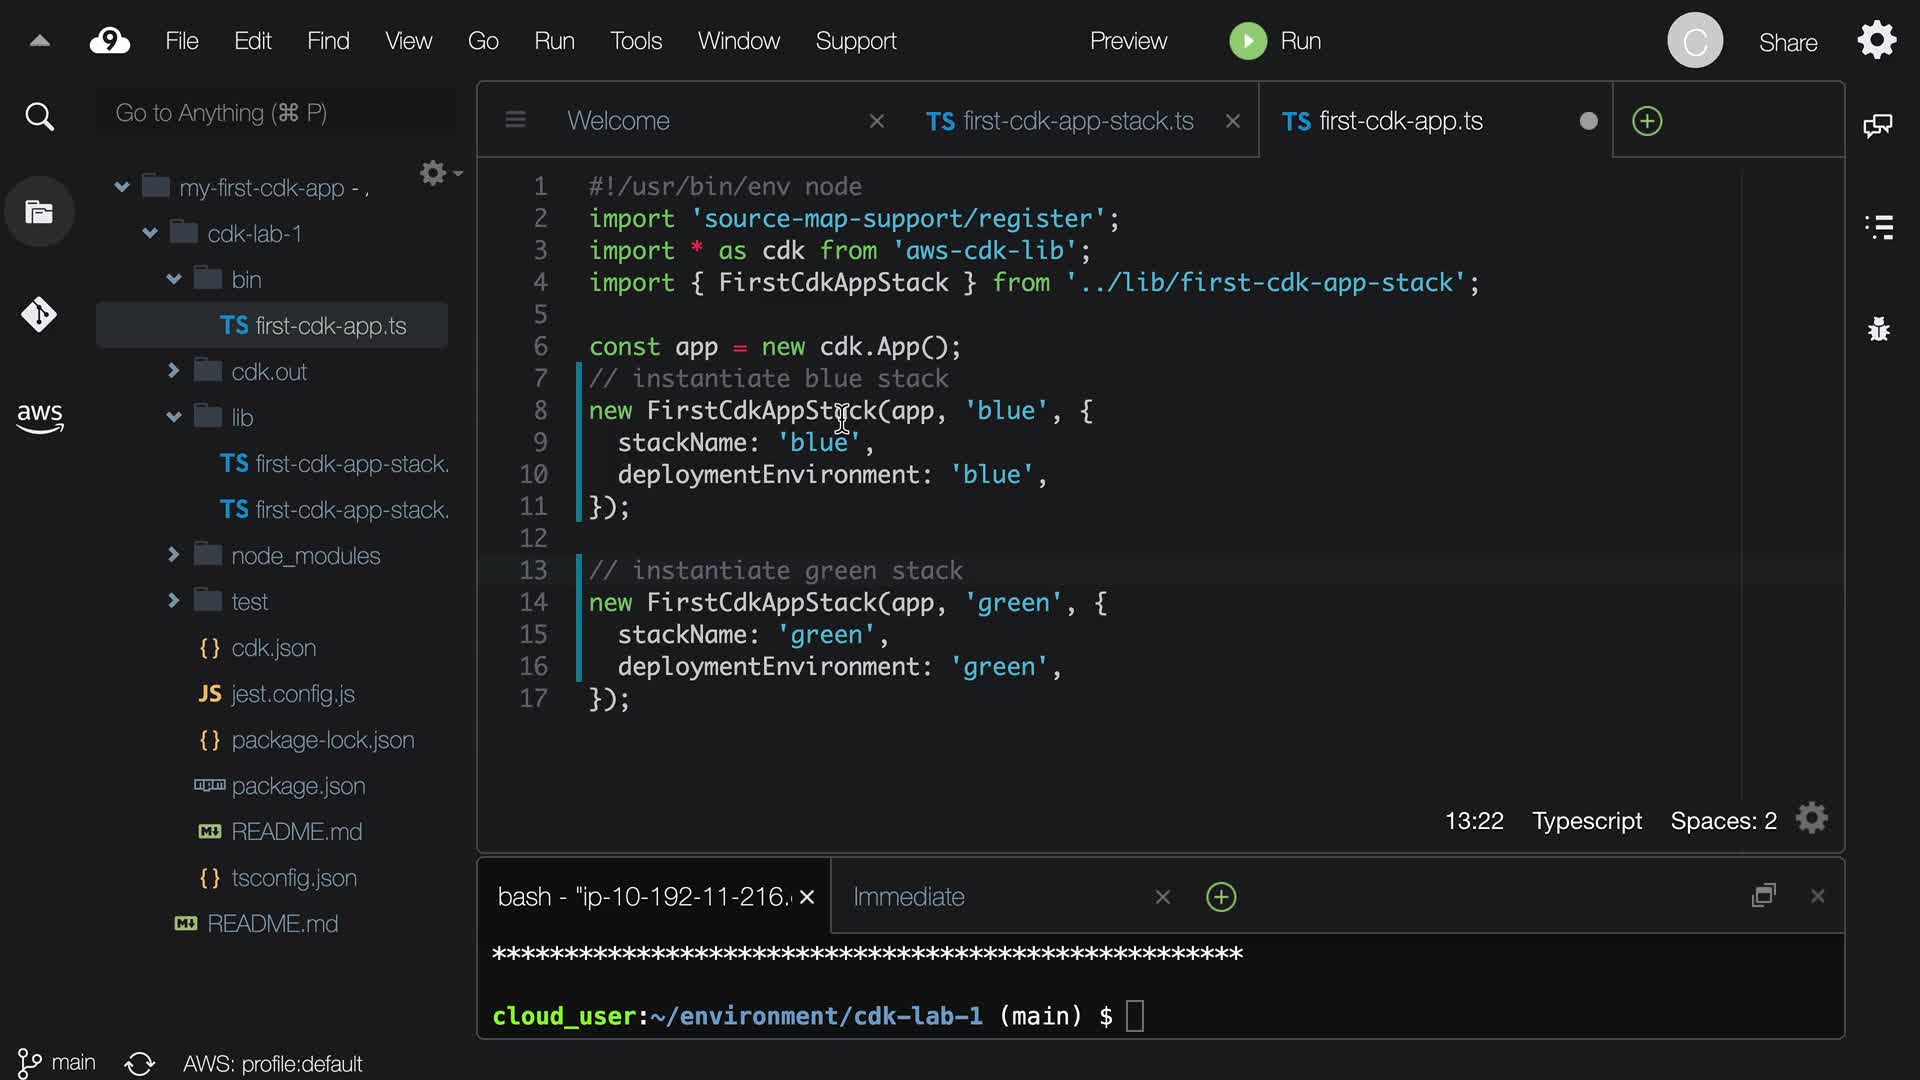 9 File Edit Find View Go Run Tools Window Support Preview Run C Share
Go to Anything (⌘ P)
Welcome TS first-cdk-app-stack.ts TS first-cdk-app.ts
my-first-cdk-app - ,
cdk-lab-1
bin
TS first-cdk-app.ts
cdk.out
lib
TS first-cdk-app-stack.
TS first-cdk-app-stack.
node_modules
test
{} cdk.json
JS jest.config.js
{} package-lock.json
package.json
M↓ README.md
{} tsconfig.json
M↓ README.md
aws
1 #!/usr/bin/env node
2 import 'source-map-support/register';
3 import * as cdk from 'aws-cdk-lib';
4 import { FirstCdkAppStack } from '../lib/first-cdk-app-stack';
5
6 const app = new cdk.App();
7 // instantiate blue stack
8 new FirstCdkAppStack(app, 'blue', {
9   stackName: 'blue',
10   deploymentEnvironment: 'blue',
11 });
12
13 // instantiate green stack
14 new FirstCdkAppStack(app, 'green', {
15   stackName: 'green',
16   deploymentEnvironment: 'green',
17 });
13:22 Typescript Spaces: 2
bash - "ip-10-192-11-216. Immediate
****************************************************
cloud_user:~/environment/cdk-lab-1 (main) $
main AWS: profile:default